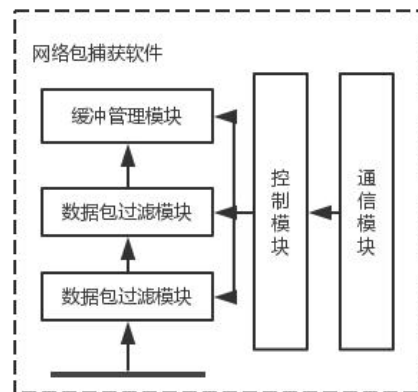 网络包捕获软件
缓冲管理模块
数据包过滤模块
数据包过滤模块
控制模块
通信模块